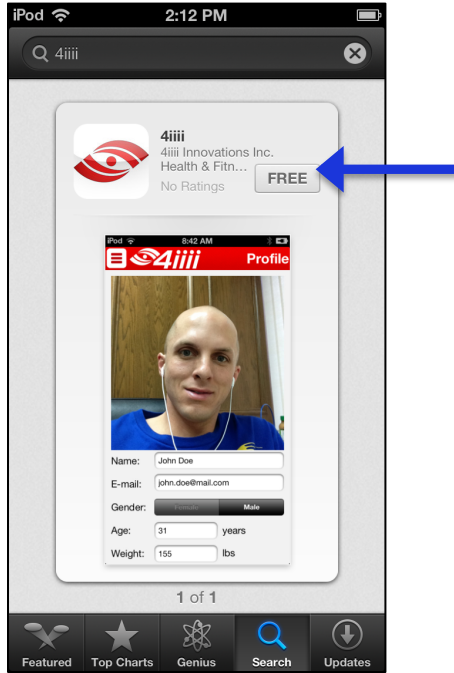 iPod 2:12 PM
4iiii
4iiii
4iiii Innovations Inc.
Health & Fitn...
No Ratings
FREE
iPod 8:42 AM
4iiii Profile
Name: John Doe
E-mail: john.doe@mail.com
Gender: Female Male
Age: 31 years
Weight: 155 lbs
1 of 1
Featured Top Charts Genius Search Updates